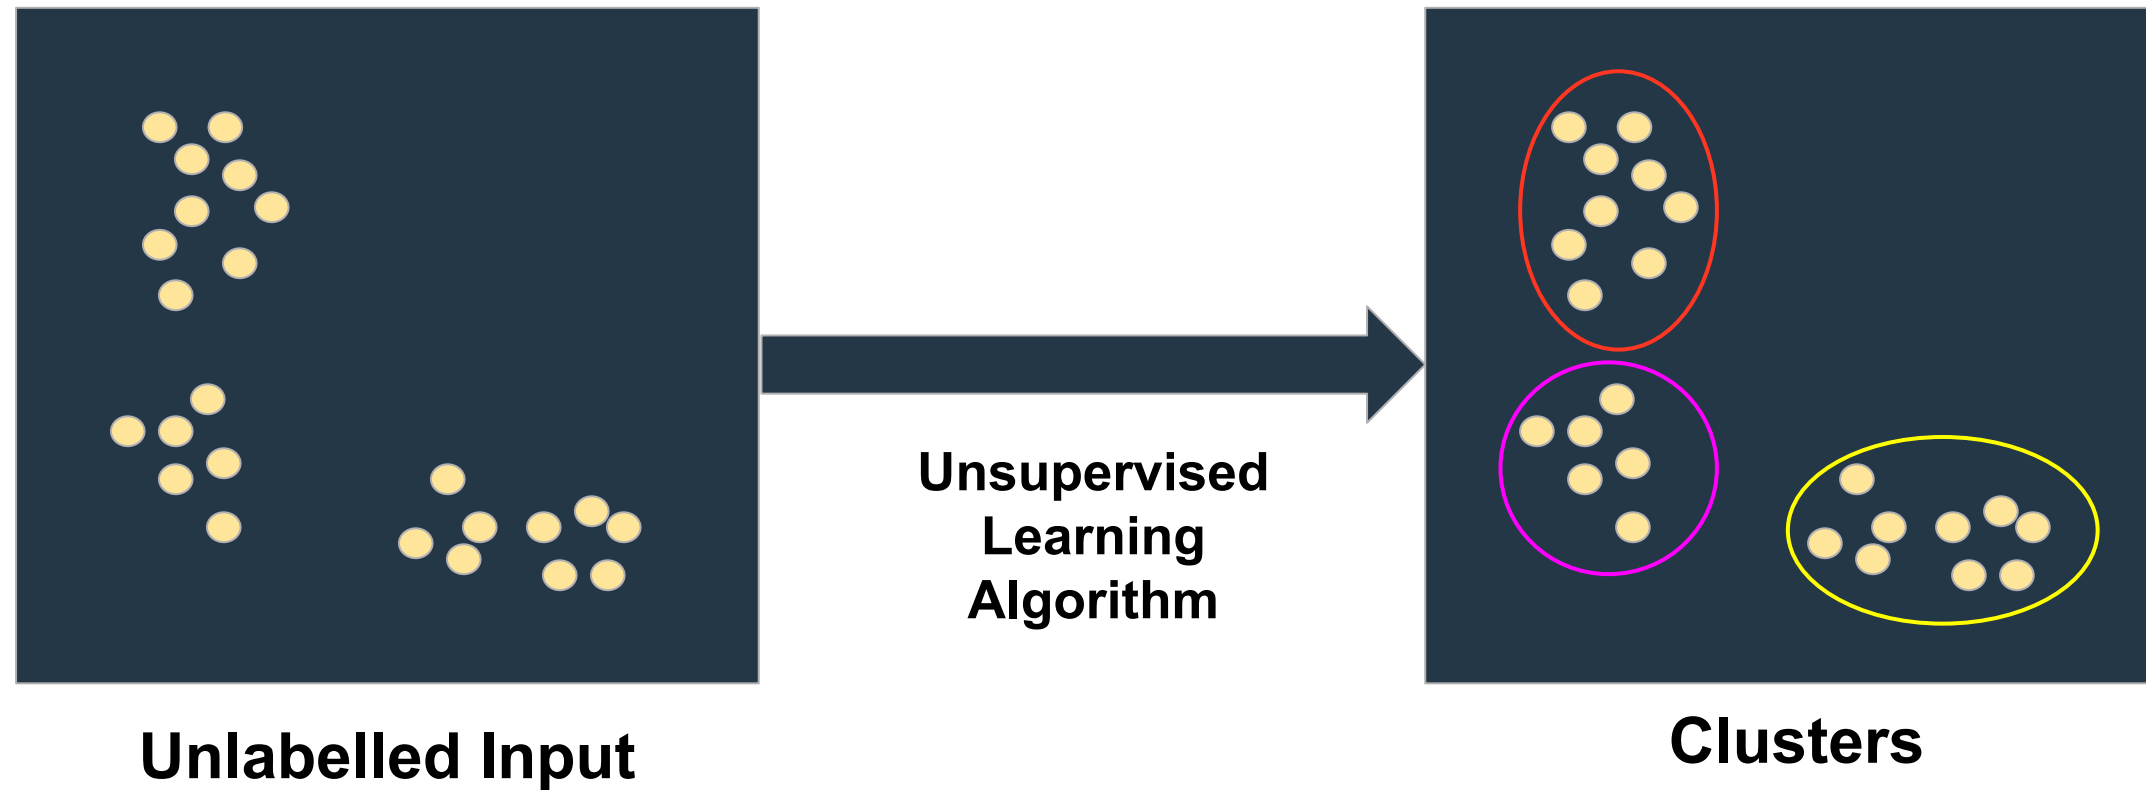 Unsupervised
Learning
Algorithm
Unlabelled Input
Clusters